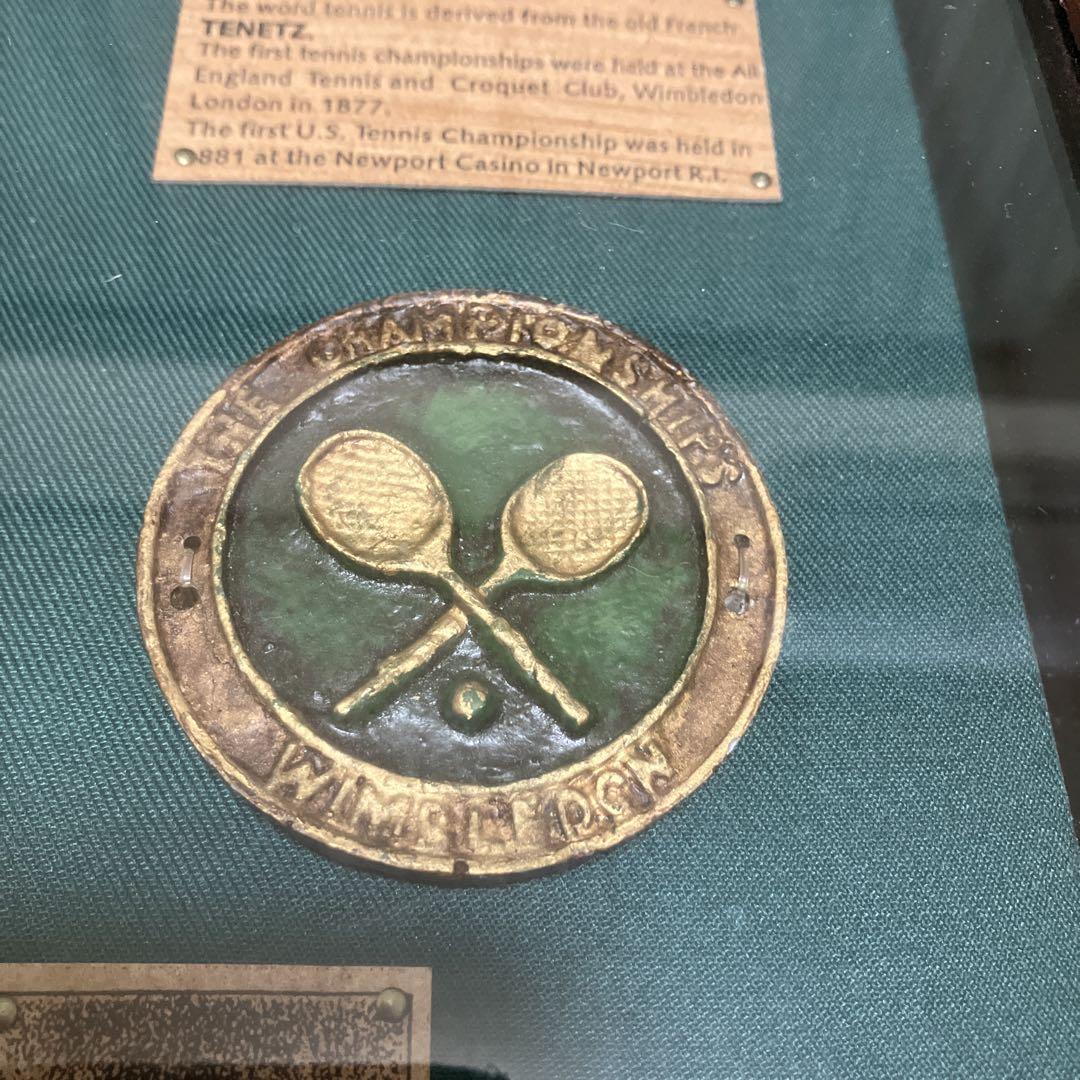 The word tennis is derived from the old French
TENETZ.
The first tennis championships were held at the All
England Tennis and Croquet Club, Wimbledon
London in 1877.
The first U.S. Tennis Championship was held in
881 at the Newport Casino in Newport R.I.
THE CHAMPIONSHIPS
WIMBLEDON